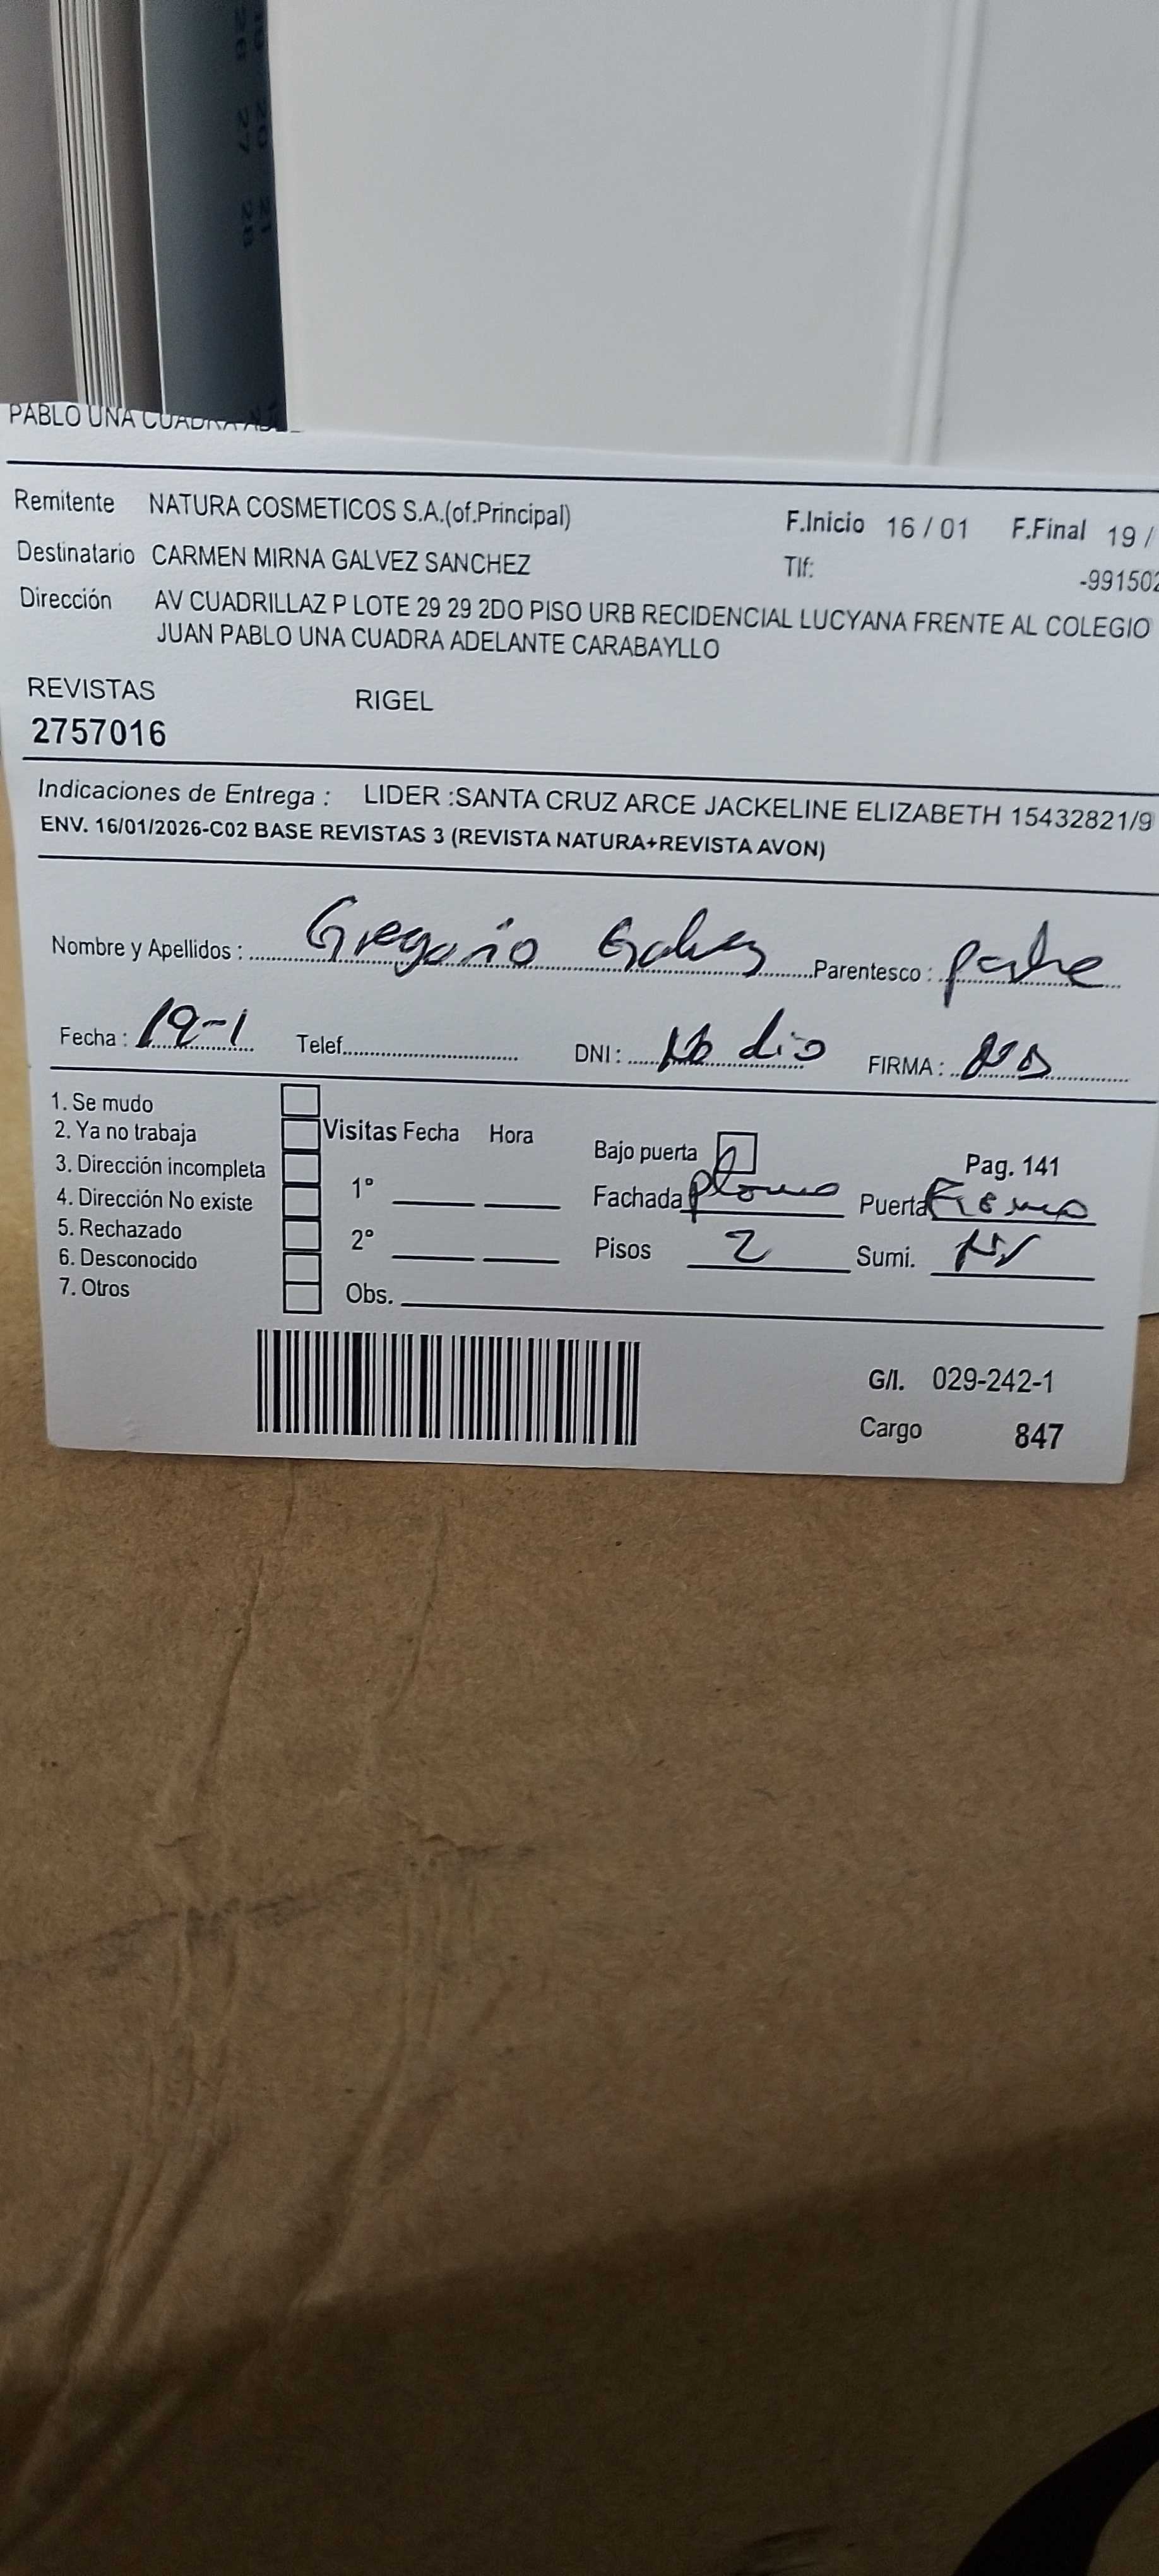 PABLO UNA CUADRA
Remitente NATURA COSMETICOS S.A.(of.Principal) F.Inicio 16 / 01 F.Final 19 /
Destinatario CARMEN MIRNA GALVEZ SANCHEZ Tlf: -991502
Dirección AV CUADRILLAZ P LOTE 29 29 2DO PISO URB RECIDENCIAL LUCYANA FRENTE AL COLEGIO
JUAN PABLO UNA CUADRA ADELANTE CARABAYLLO
REVISTAS RIGEL
2757016
Indicaciones de Entrega : LIDER :SANTA CRUZ ARCE JACKELINE ELIZABETH 15432821/9
ENV. 16/01/2026-C02 BASE REVISTAS 3 (REVISTA NATURA+REVISTA AVON)
Nombre y Apellidos : Gregorio Galvez Parentesco : padre
Fecha : 19-1 Telef. DNI : No dio FIRMA :
1. Se mudo
2. Ya no trabaja Visitas Fecha Hora Bajo puerta Pag. 141
3. Dirección incompleta 1° Fachada plomo Puerta Fierro
4. Dirección No existe
5. Rechazado 2° Pisos 2 Sumi.
6. Desconocido
7. Otros Obs.
G/I. 029-242-1
Cargo 847